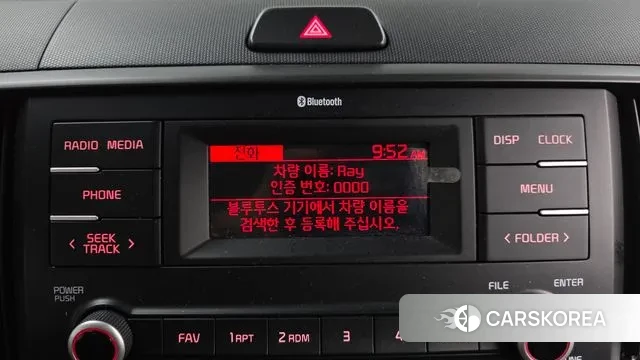 Bluetooth
RADIO MEDIA
PHONE
SEEK
TRACK
전화 9:52 AM
차량 이름: Ray
인증 번호: 0000
블루투스 기기에서 차량 이름을
검색한 후 등록해 주십시오.
DISP CLOCK
MENU
FOLDER
POWER
PUSH
FILE
ENTER
FAV 1 RPT 2 RDM 3 4
CARSKOREA